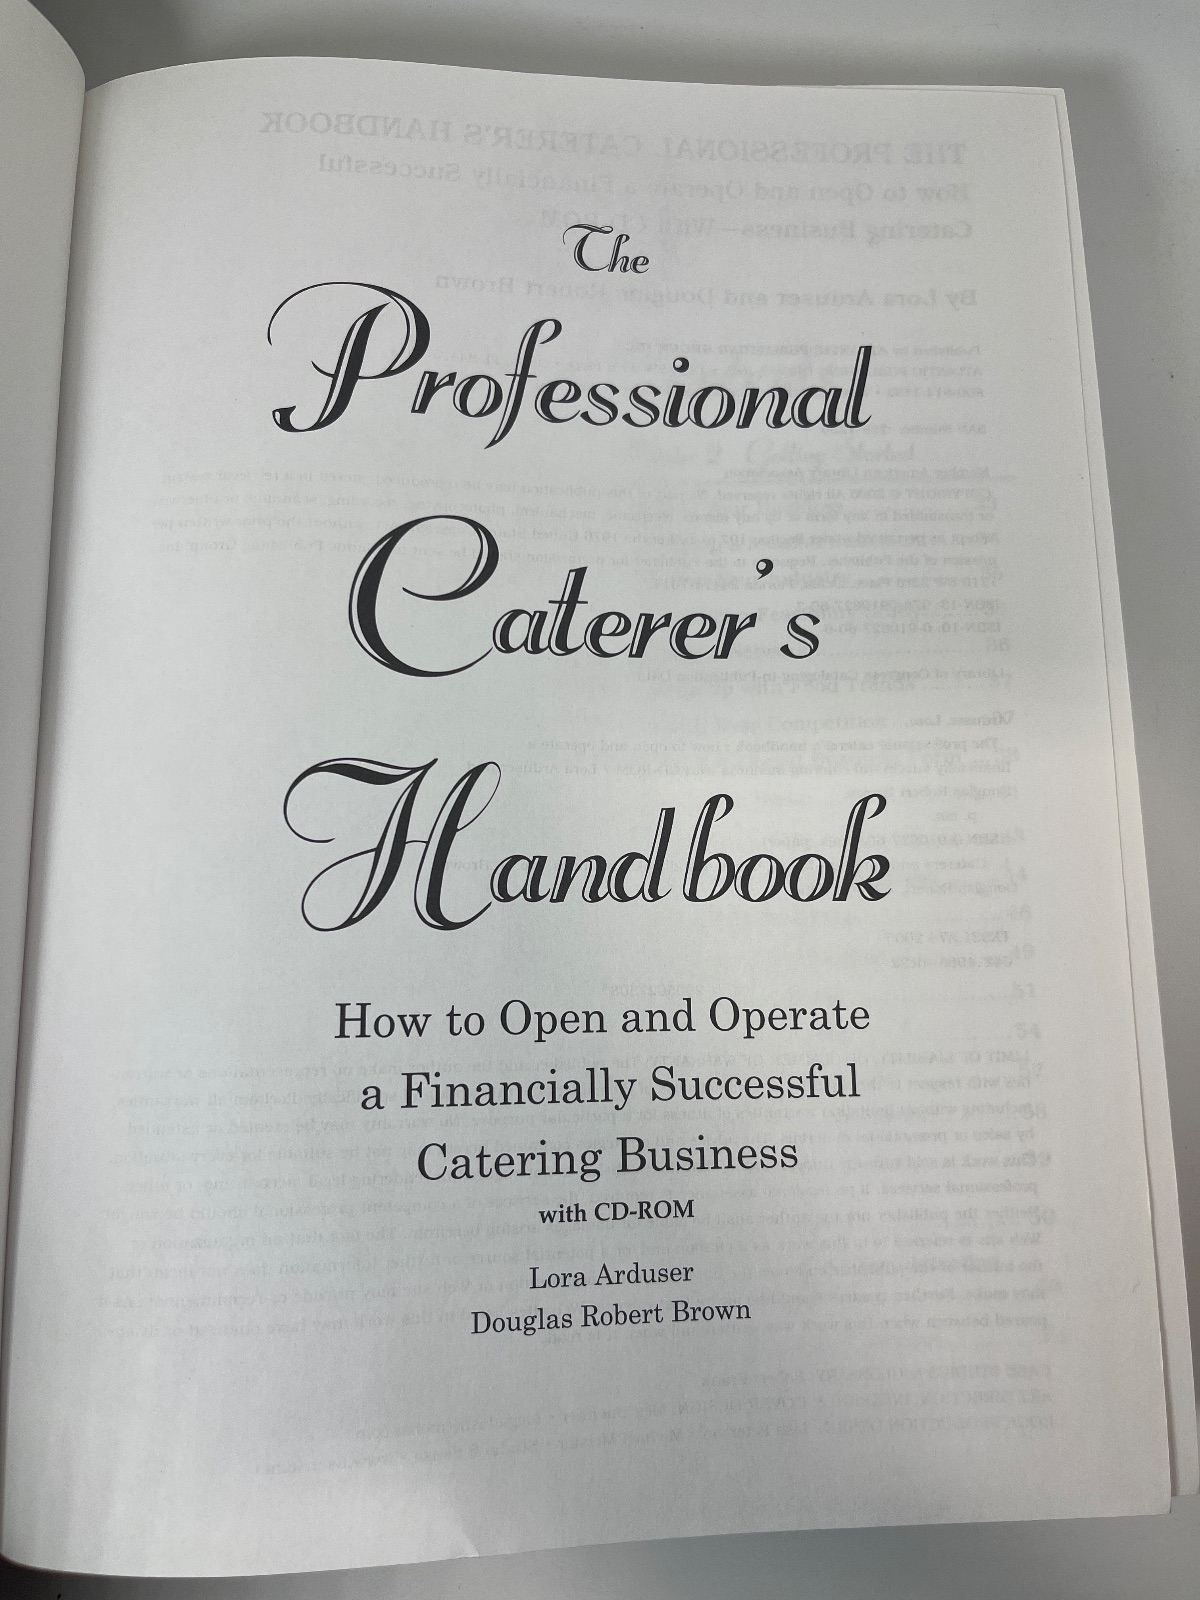 The
Professional
Caterer's
Handbook
How to Open and Operate
a Financially Successful
Catering Business
with CD-ROM
Lora Arduser
Douglas Robert Brown